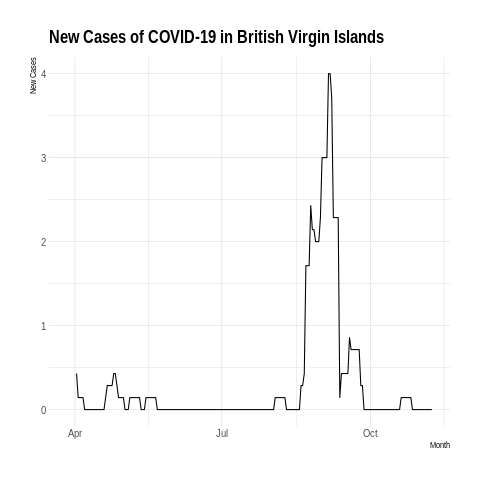 New Cases of COVID-19 in British Virgin Islands
New Cases
4
3
2
1
0
Apr
Jul
Oct
Month